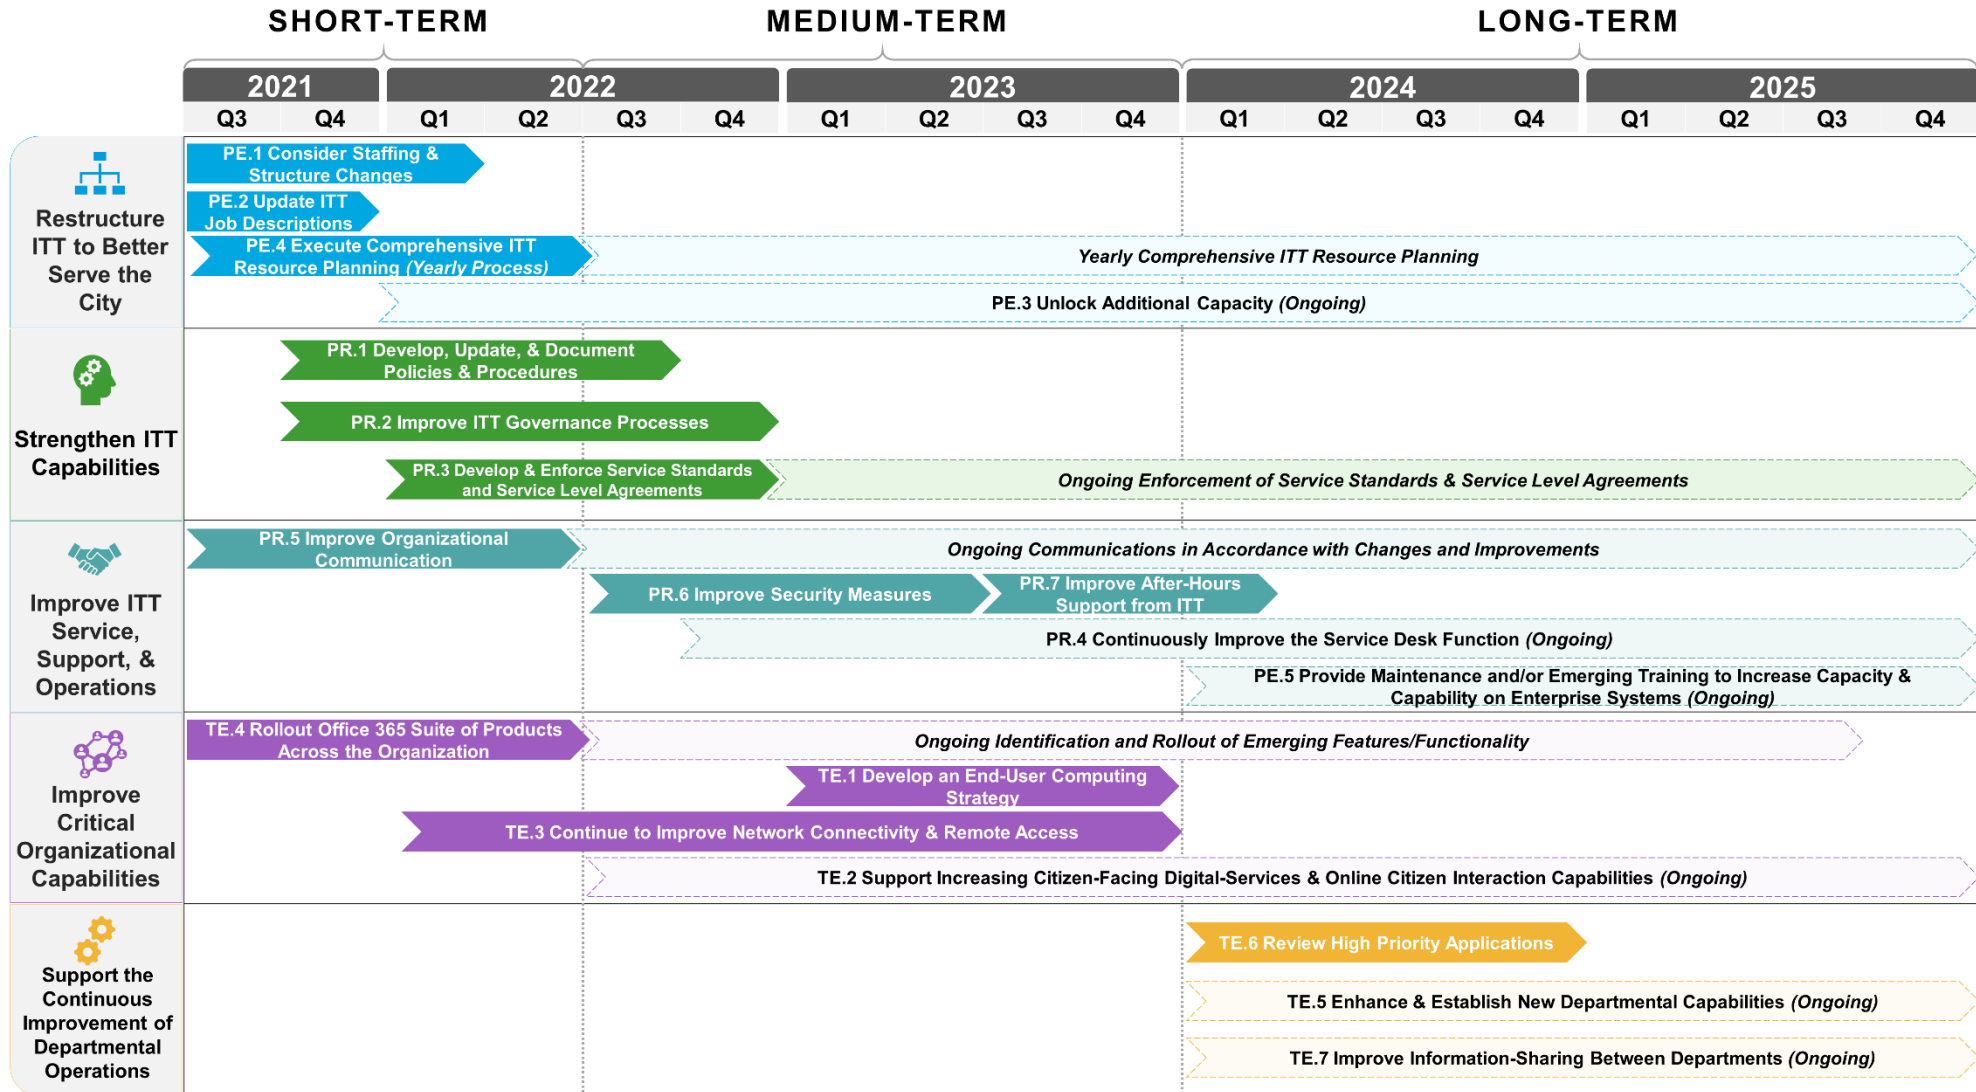 SHORT-TERM
MEDIUM-TERM
LONG-TERM
2021
2022
2023
2024
2025
Q3
Q4
Q1
Q2
Q3
Q4
Q1
Q2
Q3
Q4
Q1
Q2
Q3
Q4
Q1
Q2
Q3
Q4
Restructure
ITT to Better
Serve the
City
PE.1 Consider Staffing &
Structure Changes
PE.2 Update ITT
Job Descriptions
PE.4 Execute Comprehensive ITT
Resource Planning (Yearly Process)
Yearly Comprehensive ITT Resource Planning
PE.3 Unlock Additional Capacity (Ongoing)
Strengthen ITT
Capabilities
PR.1 Develop, Update, & Document
Policies & Procedures
PR.2 Improve ITT Governance Processes
PR.3 Develop & Enforce Service Standards
and Service Level Agreements
Ongoing Enforcement of Service Standards & Service Level Agreements
Improve ITT
Service,
Support, &
Operations
PR.5 Improve Organizational
Communication
Ongoing Communications in Accordance with Changes and Improvements
PR.6 Improve Security Measures
PR.7 Improve After-Hours
Support from ITT
PR.4 Continuously Improve the Service Desk Function (Ongoing)
PE.5 Provide Maintenance and/or Emerging Training to Increase Capacity &
Capability on Enterprise Systems (Ongoing)
Improve
Critical
Organizational
Capabilities
TE.4 Rollout Office 365 Suite of Products
Across the Organization
Ongoing Identification and Rollout of Emerging Features/Functionality
TE.1 Develop an End-User Computing
Strategy
TE.3 Continue to Improve Network Connectivity & Remote Access
TE.2 Support Increasing Citizen-Facing Digital-Services & Online Citizen Interaction Capabilities (Ongoing)
Support the
Continuous
Improvement of
Departmental
Operations
TE.6 Review High Priority Applications
TE.5 Enhance & Establish New Departmental Capabilities (Ongoing)
TE.7 Improve Information-Sharing Between Departments (Ongoing)